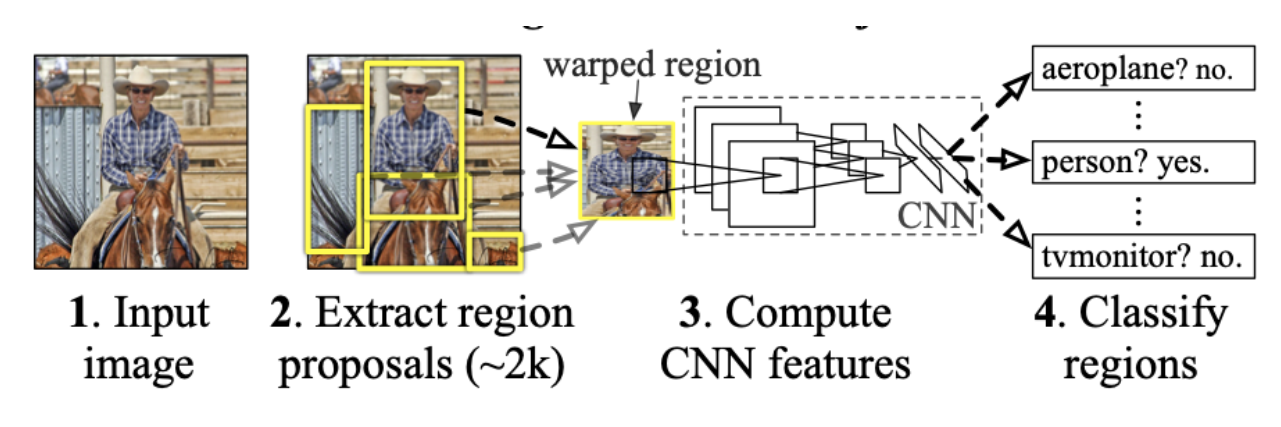 warped region
aeroplane? no.
person? yes.
CNN
tvmonitor? no.
1. Input
image
2. Extract region
proposals (~2k)
3. Compute
CNN features
4. Classify
regions